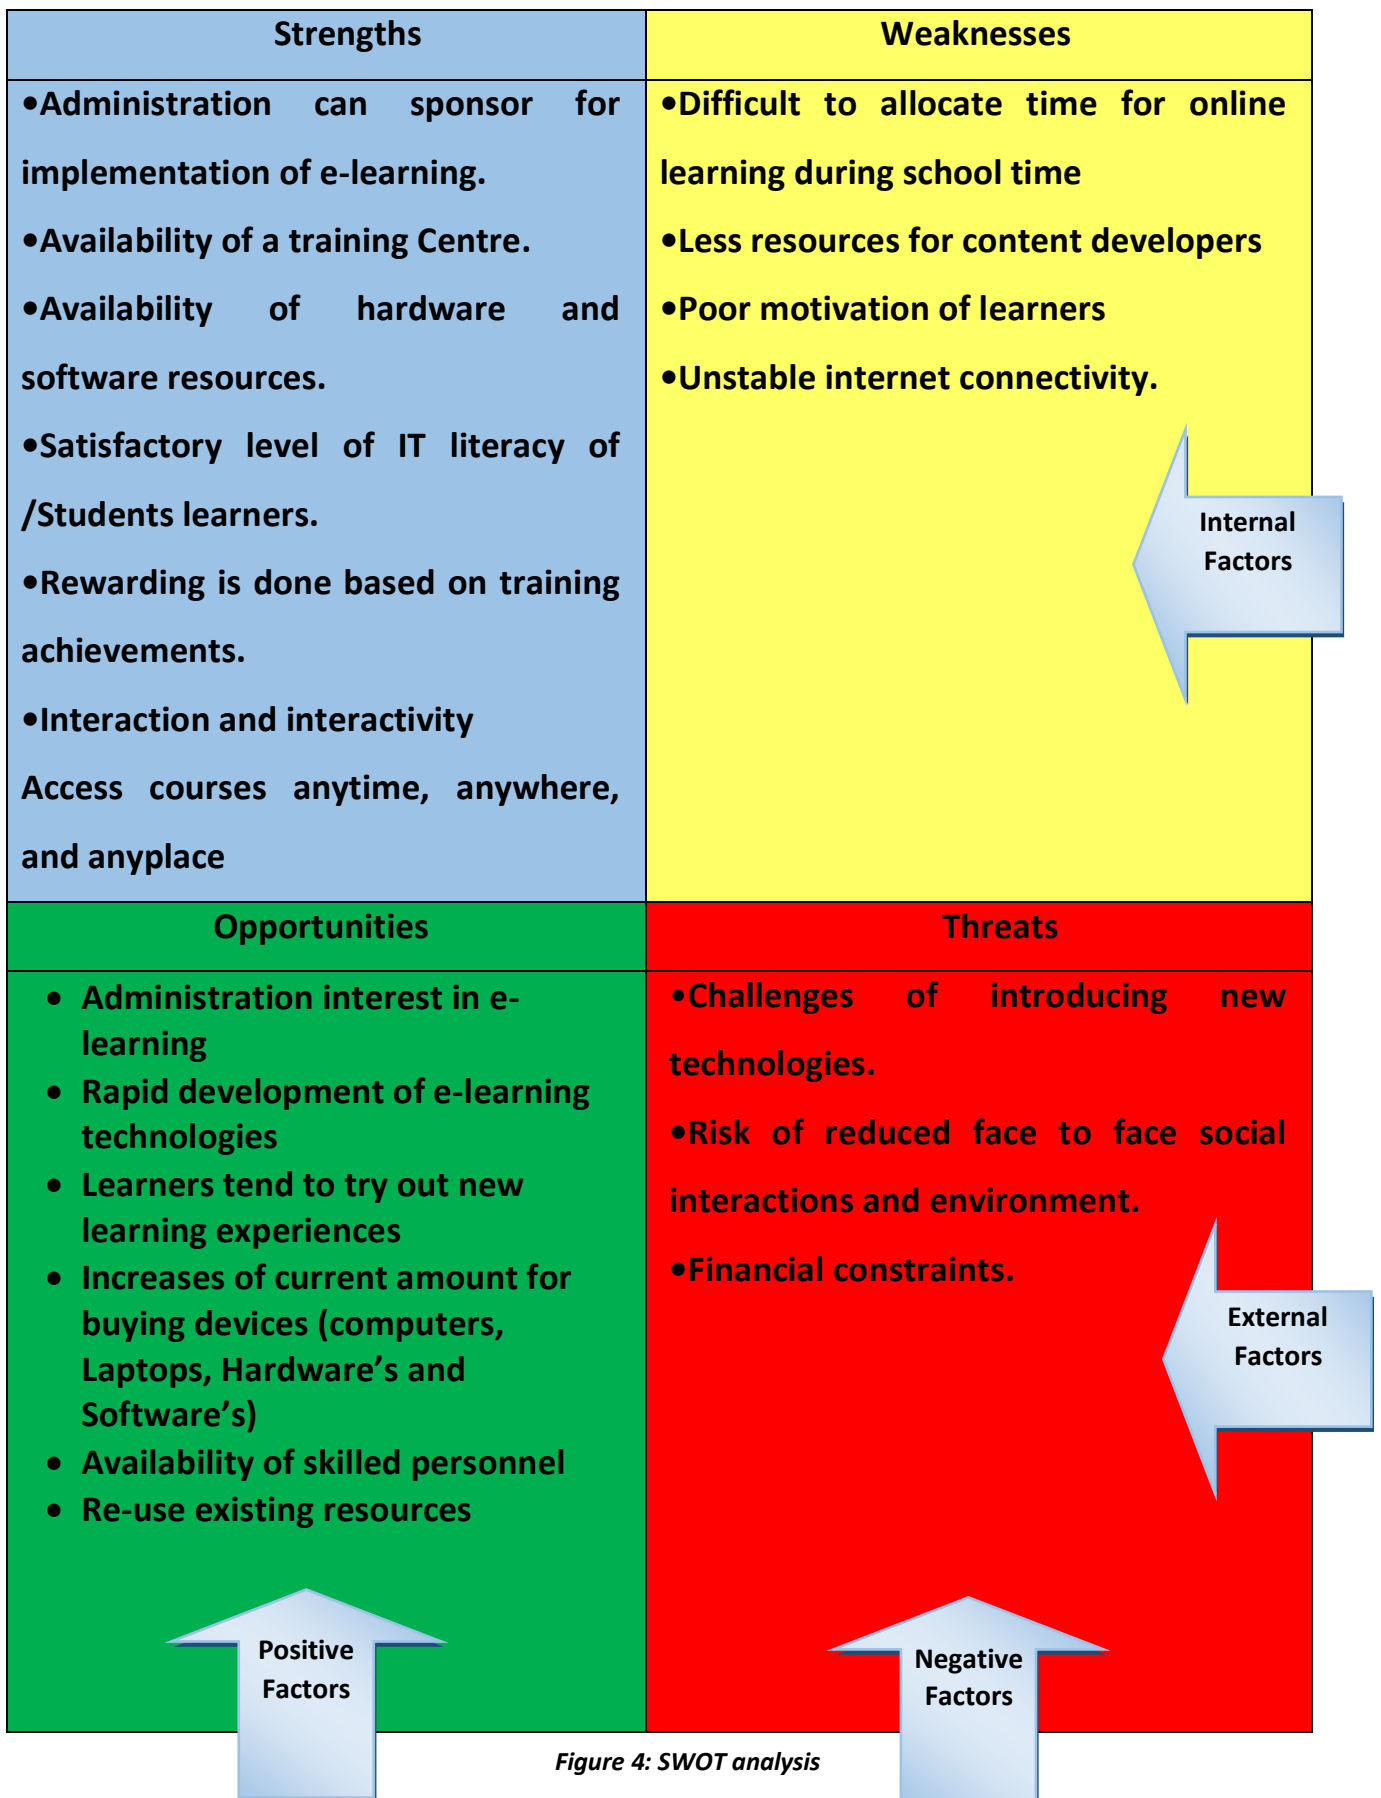 Strengths
•Administration can sponsor for
implementation of e-learning.
•Availability of a training Centre.
•Availability of hardware and
software resources.
•Satisfactory level of IT literacy of
/Students learners.
•Rewarding is done based on training
achievements.
•Interaction and interactivity
Access courses anytime, anywhere,
and anyplace
Weaknesses
•Difficult to allocate time for online
learning during school time
•Less resources for content developers
•Poor motivation of learners
•Unstable internet connectivity.
Internal
Factors
Opportunities
• Administration interest in e-
learning
• Rapid development of e-learning
technologies
• Learners tend to try out new
learning experiences
• Increases of current amount for
buying devices (computers,
Laptops, Hardware’s and
Software’s)
• Availability of skilled personnel
• Re-use existing resources
Positive
Factors
Threats
•Challenges of introducing new
technologies.
•Risk of reduced face to face social
interactions and environment.
•Financial constraints.
External
Factors
Negative
Factors
Figure 4: SWOT analysis